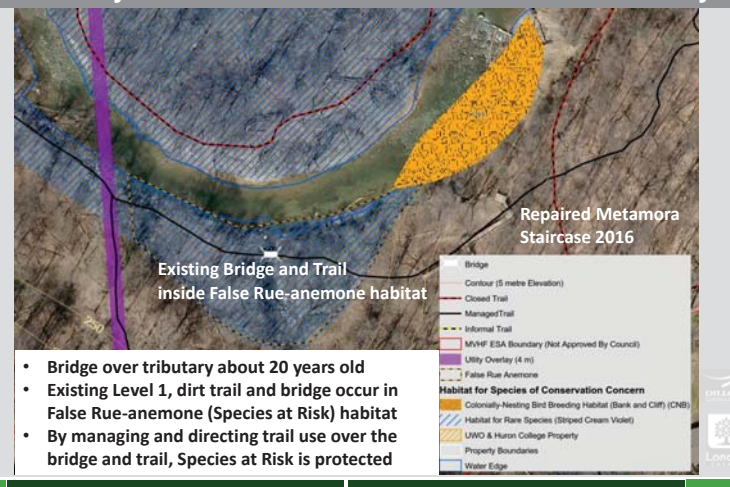 Repaired Metamora
Staircase 2016
Existing Bridge and Trail
inside False Rue-anemone habitat
250
• Bridge over tributary about 20 years old
• Existing Level 1, dirt trail and bridge occur in
False Rue-anemone (Species at Risk) habitat
• By managing and directing trail use over the
bridge and trail, Species at Risk is protected
Bridge
Contour (5 metre Elevation)
Closed Trail
ManagedTrail
Informal Trail
MVHF ESA Boundary (Not Approved By Council)
Utlity Overlay (4 m)
False Rue Anemone
Habitat for Species of Conservation Concern
Colonially-Nesting Bird Breeding Habitat (Bank and Cliff) (CNB)
Habitat for Rare Species (Striped Cream Violet)
UWO & Huron College Property
Property Boundaries
Water Edge